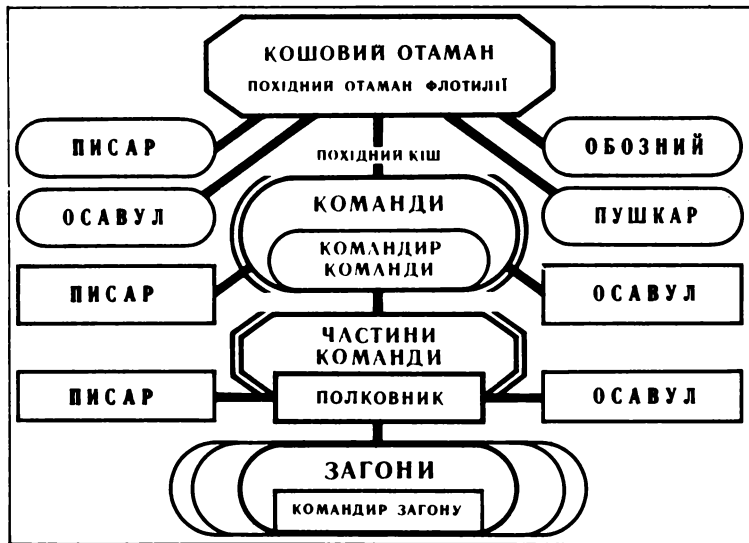 КОШОВИЙ ОТАМАН
ПОХІДНИЙ ОТАМАН ФЛОТИЛІЇ
ПИСАР
ОБОЗНИЙ
ПОХІДНИЙ КІШ
ОСАВУЛ
КОМАНДИ
ПУШКАР
КОМАНДИР
КОМАНДИ
ПИСАР
ОСАВУЛ
ЧАСТИНИ
КОМАНДИ
ПИСАР
ПОЛКОВНИК
ОСАВУЛ
ЗАГОНИ
КОМАНДИР ЗАГОНУ